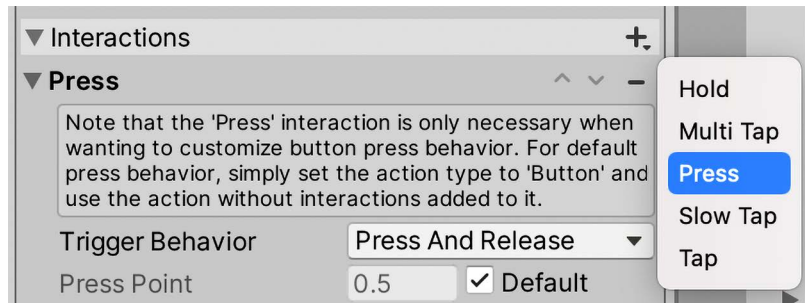 Interactions
Press
Note that the 'Press' interaction is only necessary when
wanting to customize button press behavior. For default
press behavior, simply set the action type to 'Button' and
use the action without interactions added to it.
Trigger Behavior Press And Release
Press Point 0.5 Default
Hold
Multi Tap
Press
Slow Tap
Tap